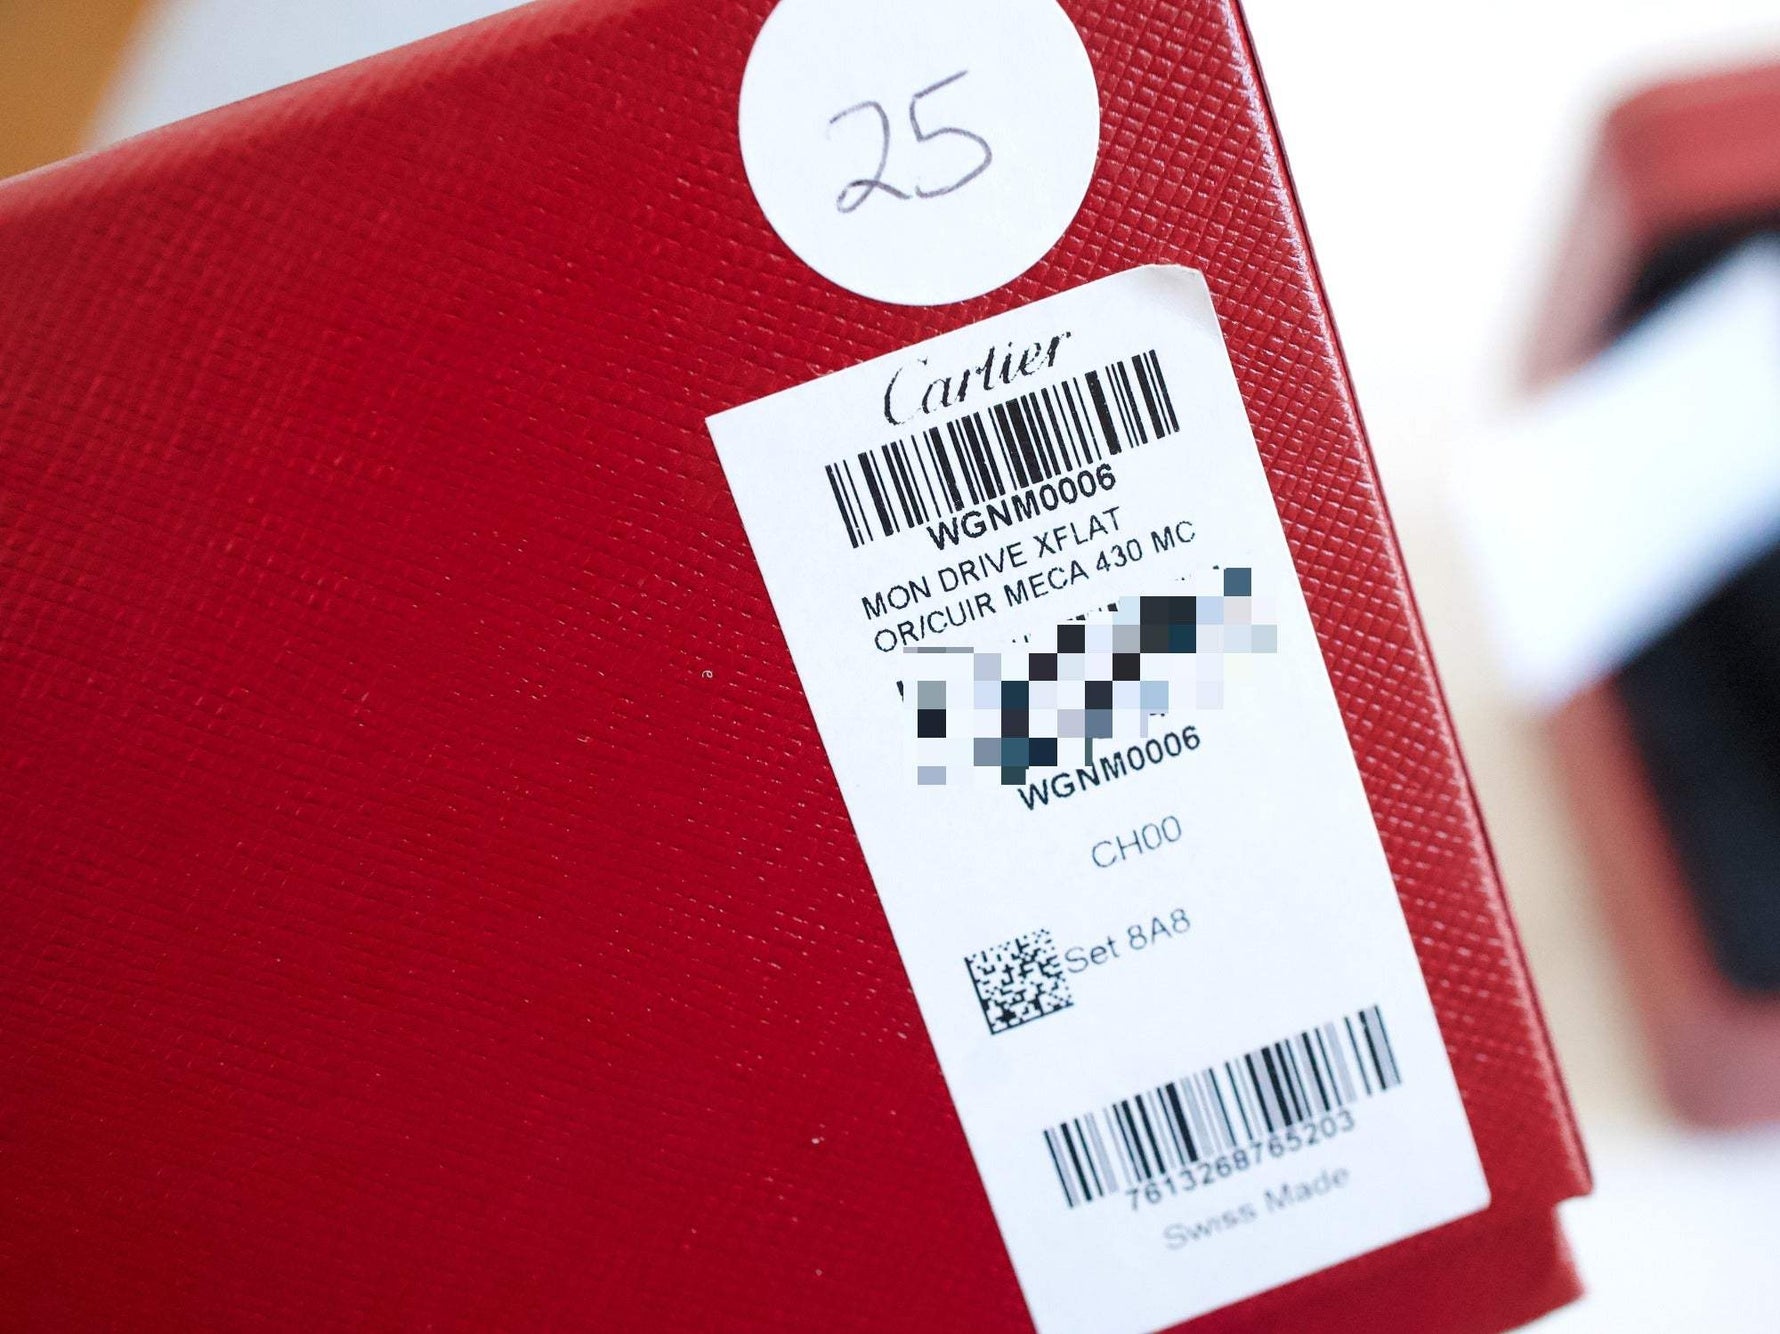 25
Cartier
WGNM0006
MON DRIVE XFLAT
OR/CUIR MECA 430 MC
WGNM0006
CH00
Set 8A8
7613268765203
Swiss Made